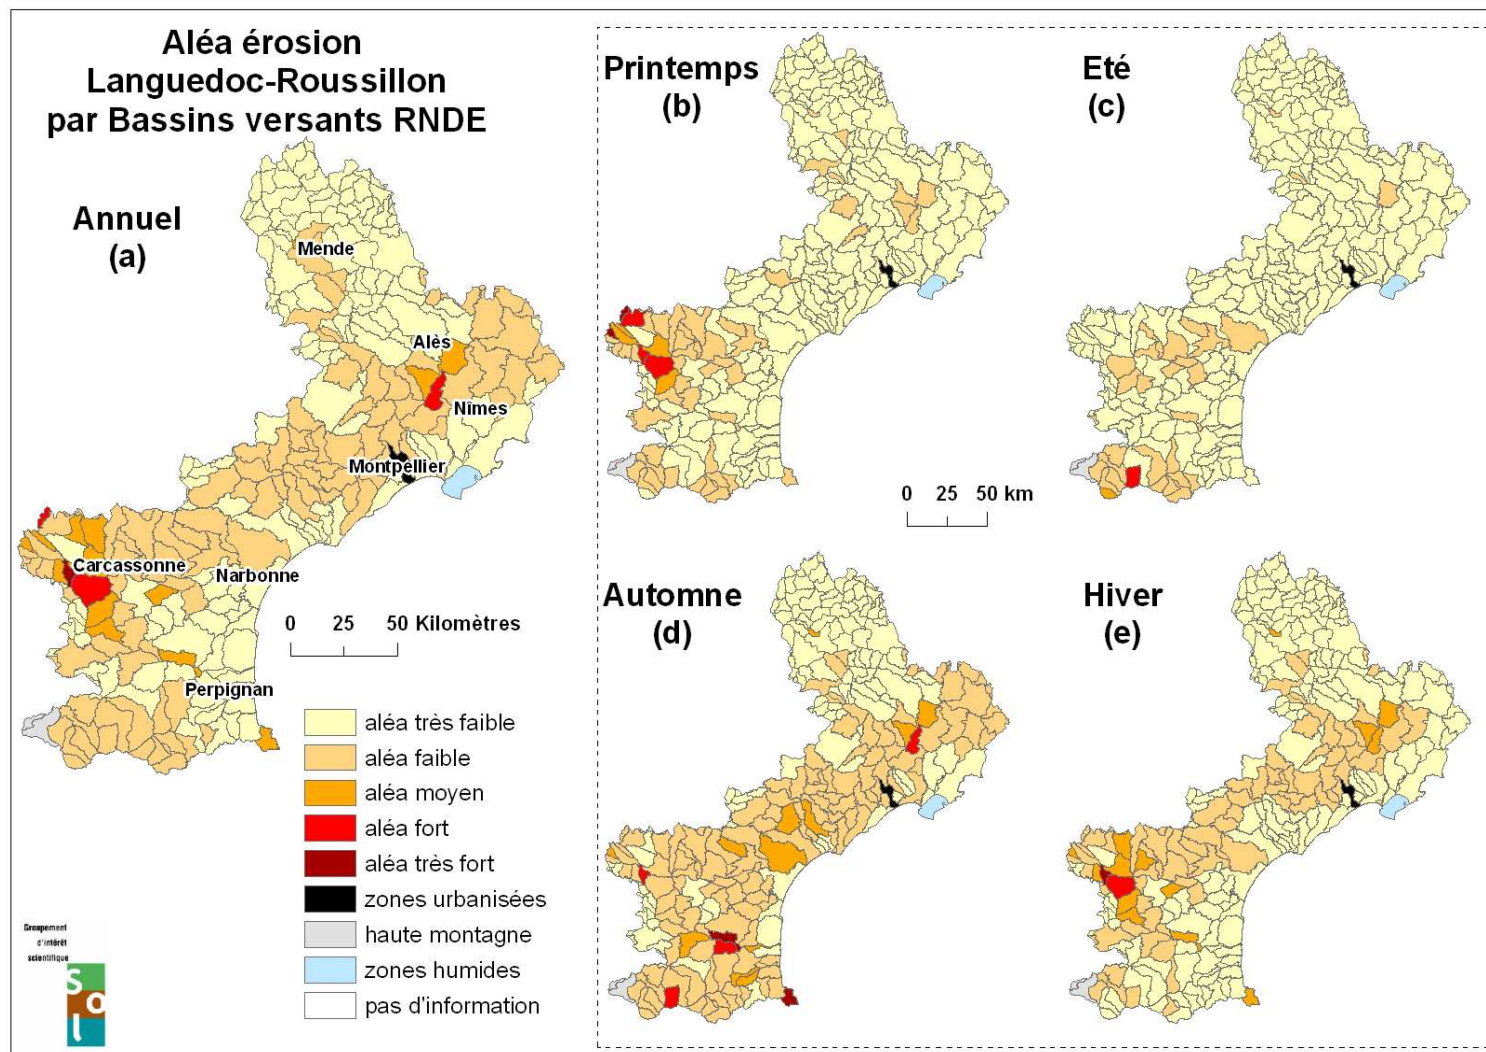 Aléa érosion
Languedoc-Roussillon
par Bassins versants RNDE
Annuel
(a)
Mende
Alès
Nîmes
Montpellier
Carcassonne
Narbonne
Perpignan
0 25 50 Kilomètres
aléa très faible
aléa faible
aléa moyen
aléa fort
aléa très fort
zones urbanisées
haute montagne
zones humides
pas d'information
Groupement
d'intérêt
scientifique
S
o
l
Printemps
(b)
Eté
(c)
0 25 50 km
Automne
(d)
Hiver
(e)